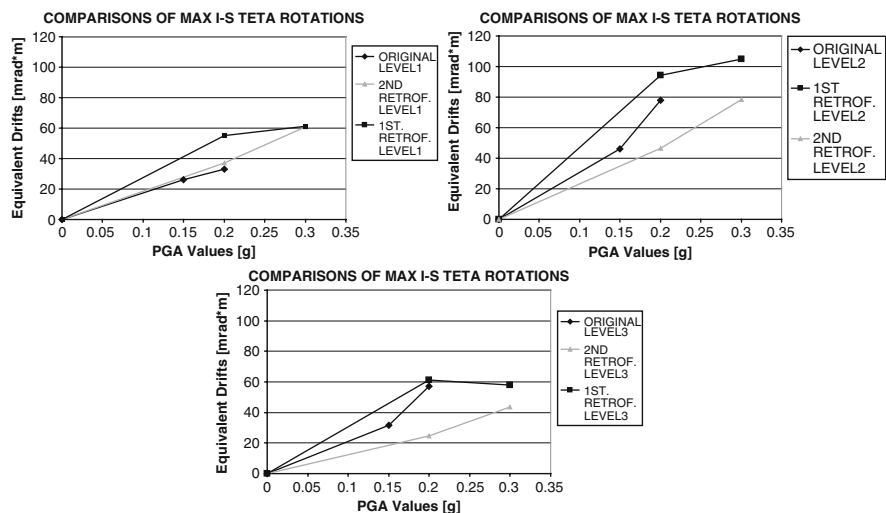 COMPARISONS OF MAX I-S TETA ROTATIONS
Equivalent Drifts [mrad*m]
120
100
80
60
40
20
0
0 0.05 0.1 0.15 0.2 0.25 0.3 0.35
PGA Values [g]
ORIGINAL
LEVEL1
2ND
RETROF.
LEVEL1
1ST.
RETROF.
LEVEL1
COMPARISONS OF MAX I-S TETA ROTATIONS
Equivalent Drifts [mrad*m]
120
100
80
60
40
20
0
0 0.05 0.1 0.15 0.2 0.25 0.3 0.35
PGA Values [g]
ORIGINAL
LEVEL2
1ST
RETROF.
LEVEL2
2ND
RETROF.
LEVEL2
COMPARISONS OF MAX I-S TETA ROTATIONS
Equivalent Drifts [mrad*m]
120
100
80
60
40
20
0
0 0.05 0.1 0.15 0.2 0.25 0.3 0.35
PGA Values [g]
ORIGINAL
LEVEL3
2ND
RETROF.
LEVEL3
1ST.
RETROF.
LEVEL3